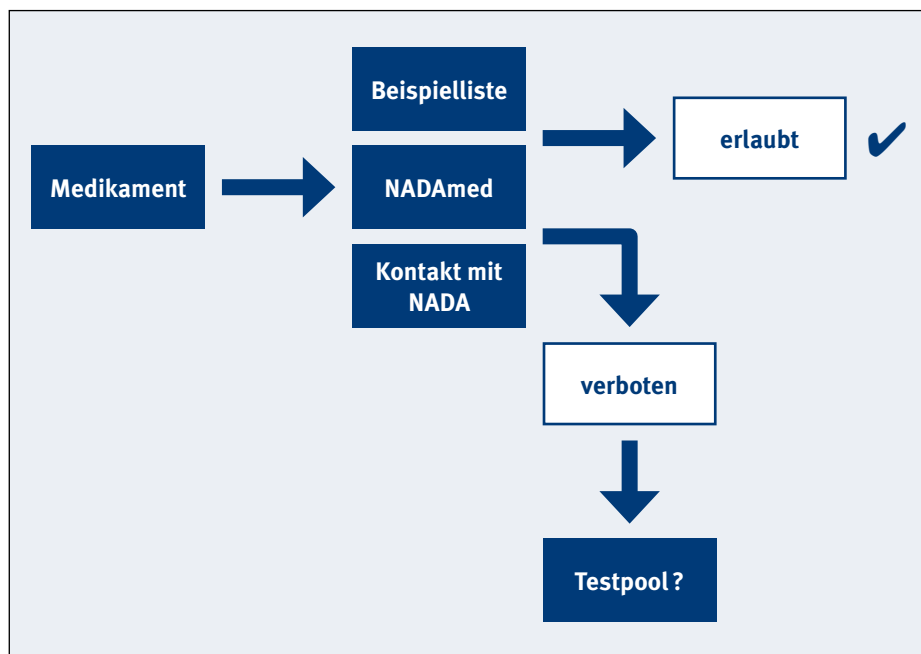 Beispielliste
erlaubt
Medikament
NADAmed
Kontakt mit
NADA
verboten
Testpool ?